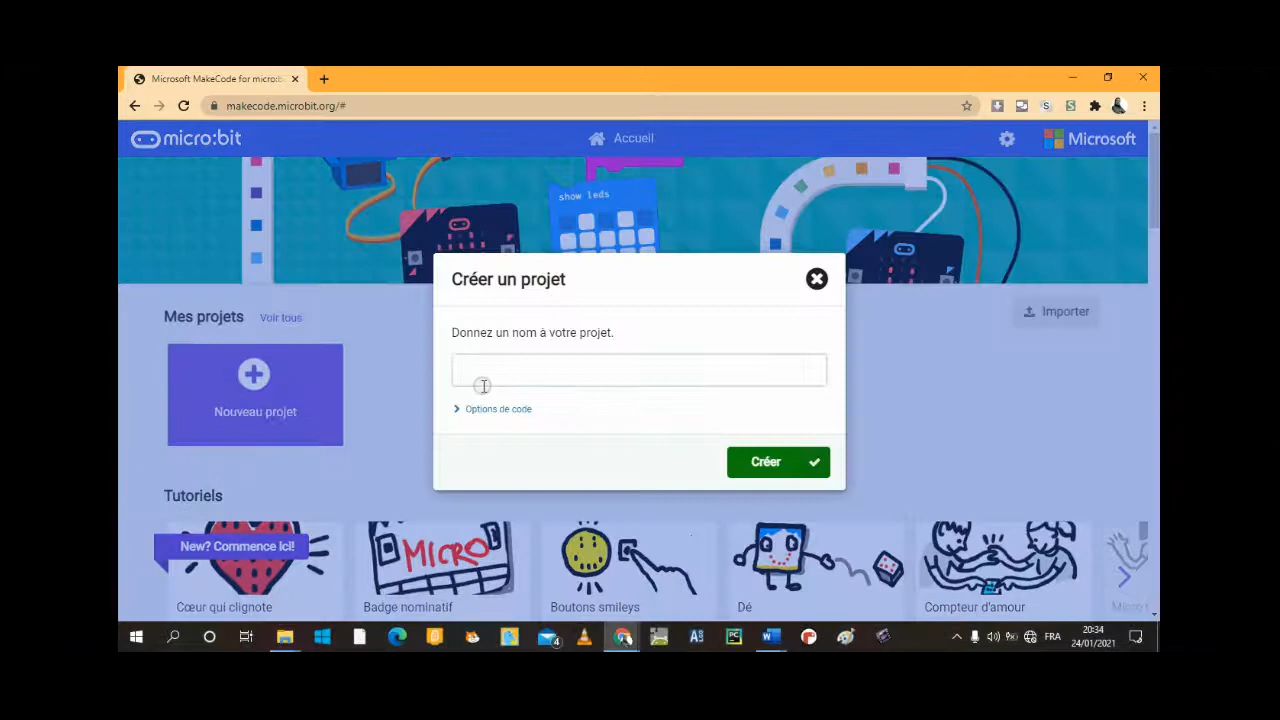 Microsoft MakeCode for micro:b
makecode.microbit.org/#
micro:bit
Accueil
Microsoft
show leds
Créer un projet
Donnez un nom à votre projet.
Options de code
Créer
Mes projets
Voir tous
Importer
Nouveau projet
Tutoriels
New? Commence Ici!
MICRO
Cœur qui clignote
Badge nominatif
Boutons smileys
Dé
Compteur d'amour
4
PC
W
FRA
20:34
24/01/2021